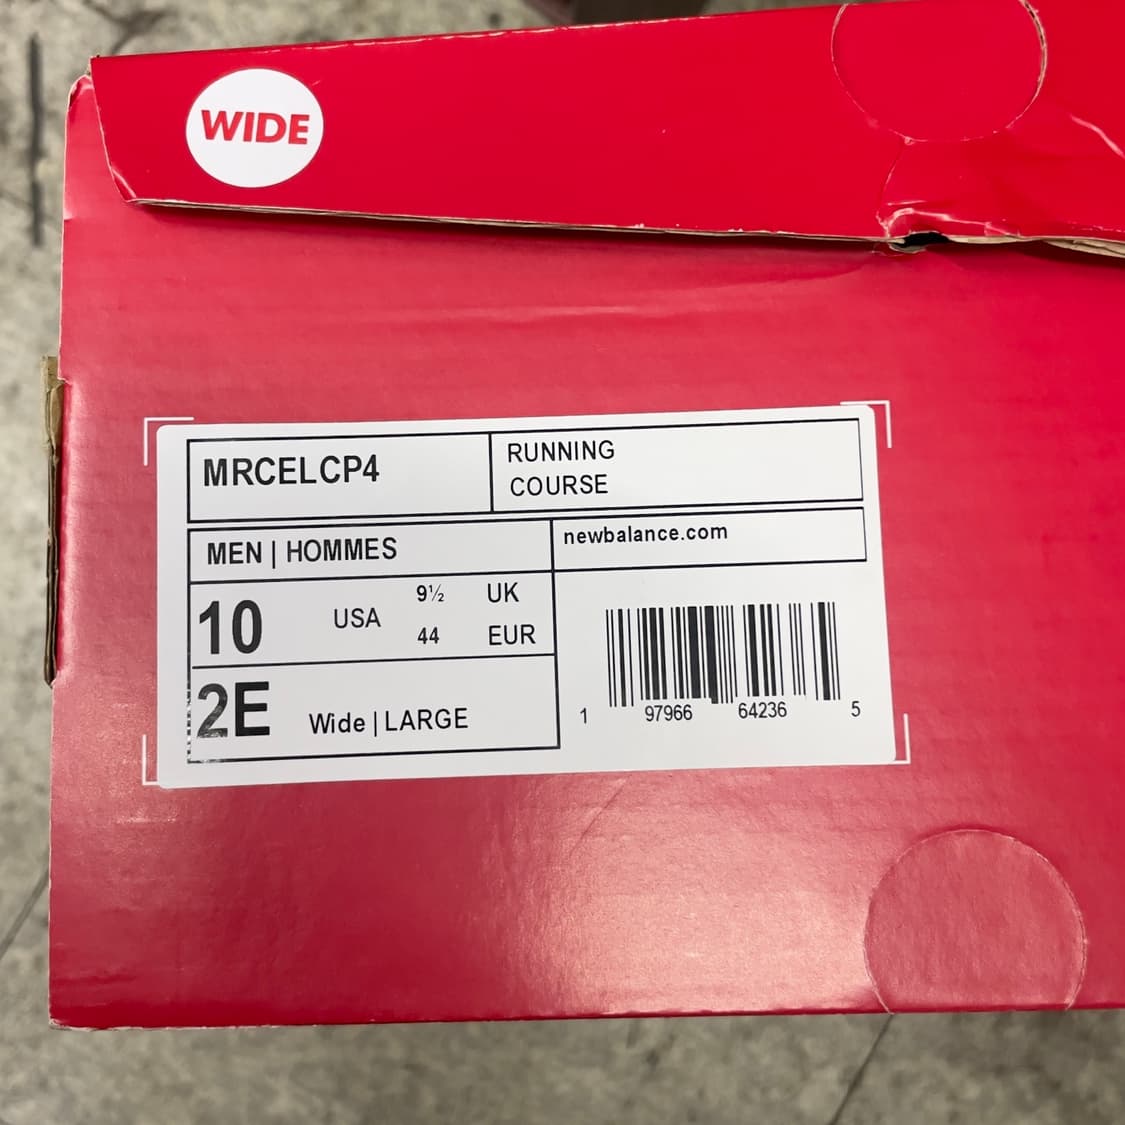 WIDE
MRCELCP4
RUNNING
COURSE
MEN | HOMMES
newbalance.com
10 USA 9½ UK
44 EUR
2E Wide | LARGE
1 97966 64236 5